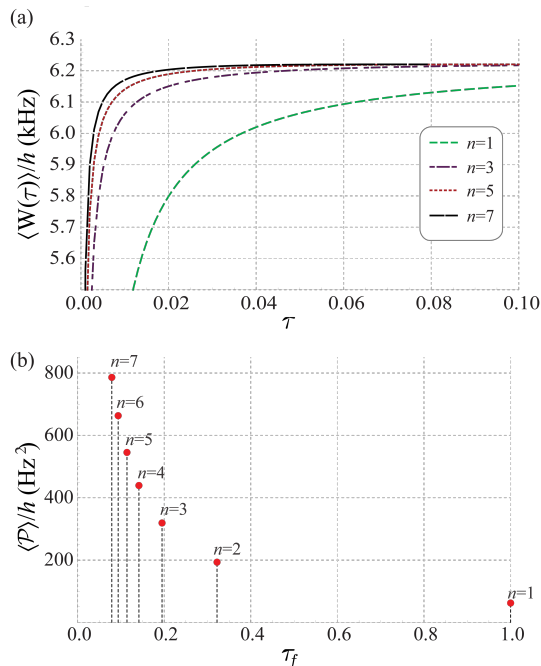 (a)
6.3
6.2
6.1
6.0
5.9
5.8
5.7
5.6
⟨W(τ)⟩/h (kHz)
n=1
n=3
n=5
n=7
0.00 0.02 0.04 0.06 0.08 0.10
τ
(b)
800
600
400
200
⟨𝒫⟩/h (Hz²)
n=7
n=6
n=5
n=4
n=3
n=2
n=1
0.0 0.2 0.4 0.6 0.8 1.0
τf